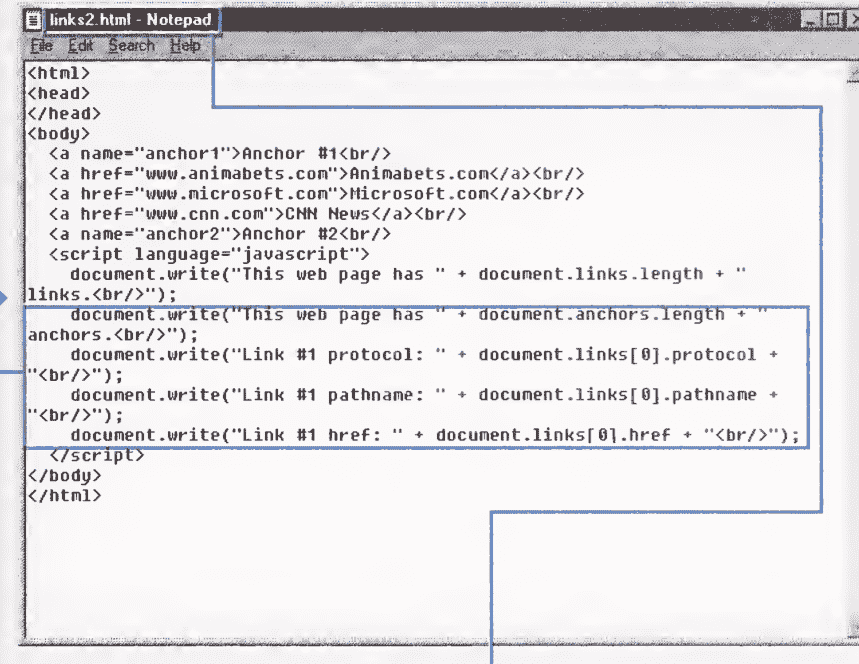 links2.html - Notepad
File Edit Search Help
<html>
<head>
</head>
<body>
<a name="anchor1">Anchor #1<br/>
<a href="www.animabets.com">Animabets.com</a><br/>
<a href="www.microsoft.com">Microsoft.com</a><br/>
<a href="www.cnn.com">CNN News</a><br/>
<a name="anchor2">Anchor #2<br/>
<script language="javascript">
document.write("This web page has " + document.links.length + "
links.<br/>");
document.write("This web page has " + document.anchors.length + "
anchors.<br/>");
document.write("Link #1 protocol: " + document.links[0].protocol +
"<br/>");
document.write("Link #1 pathname: " + document.links[0].pathname +
"<br/>");
document.write("Link #1 href: " + document.links[0].href + "<br/>");
</script>
</body>
</html>